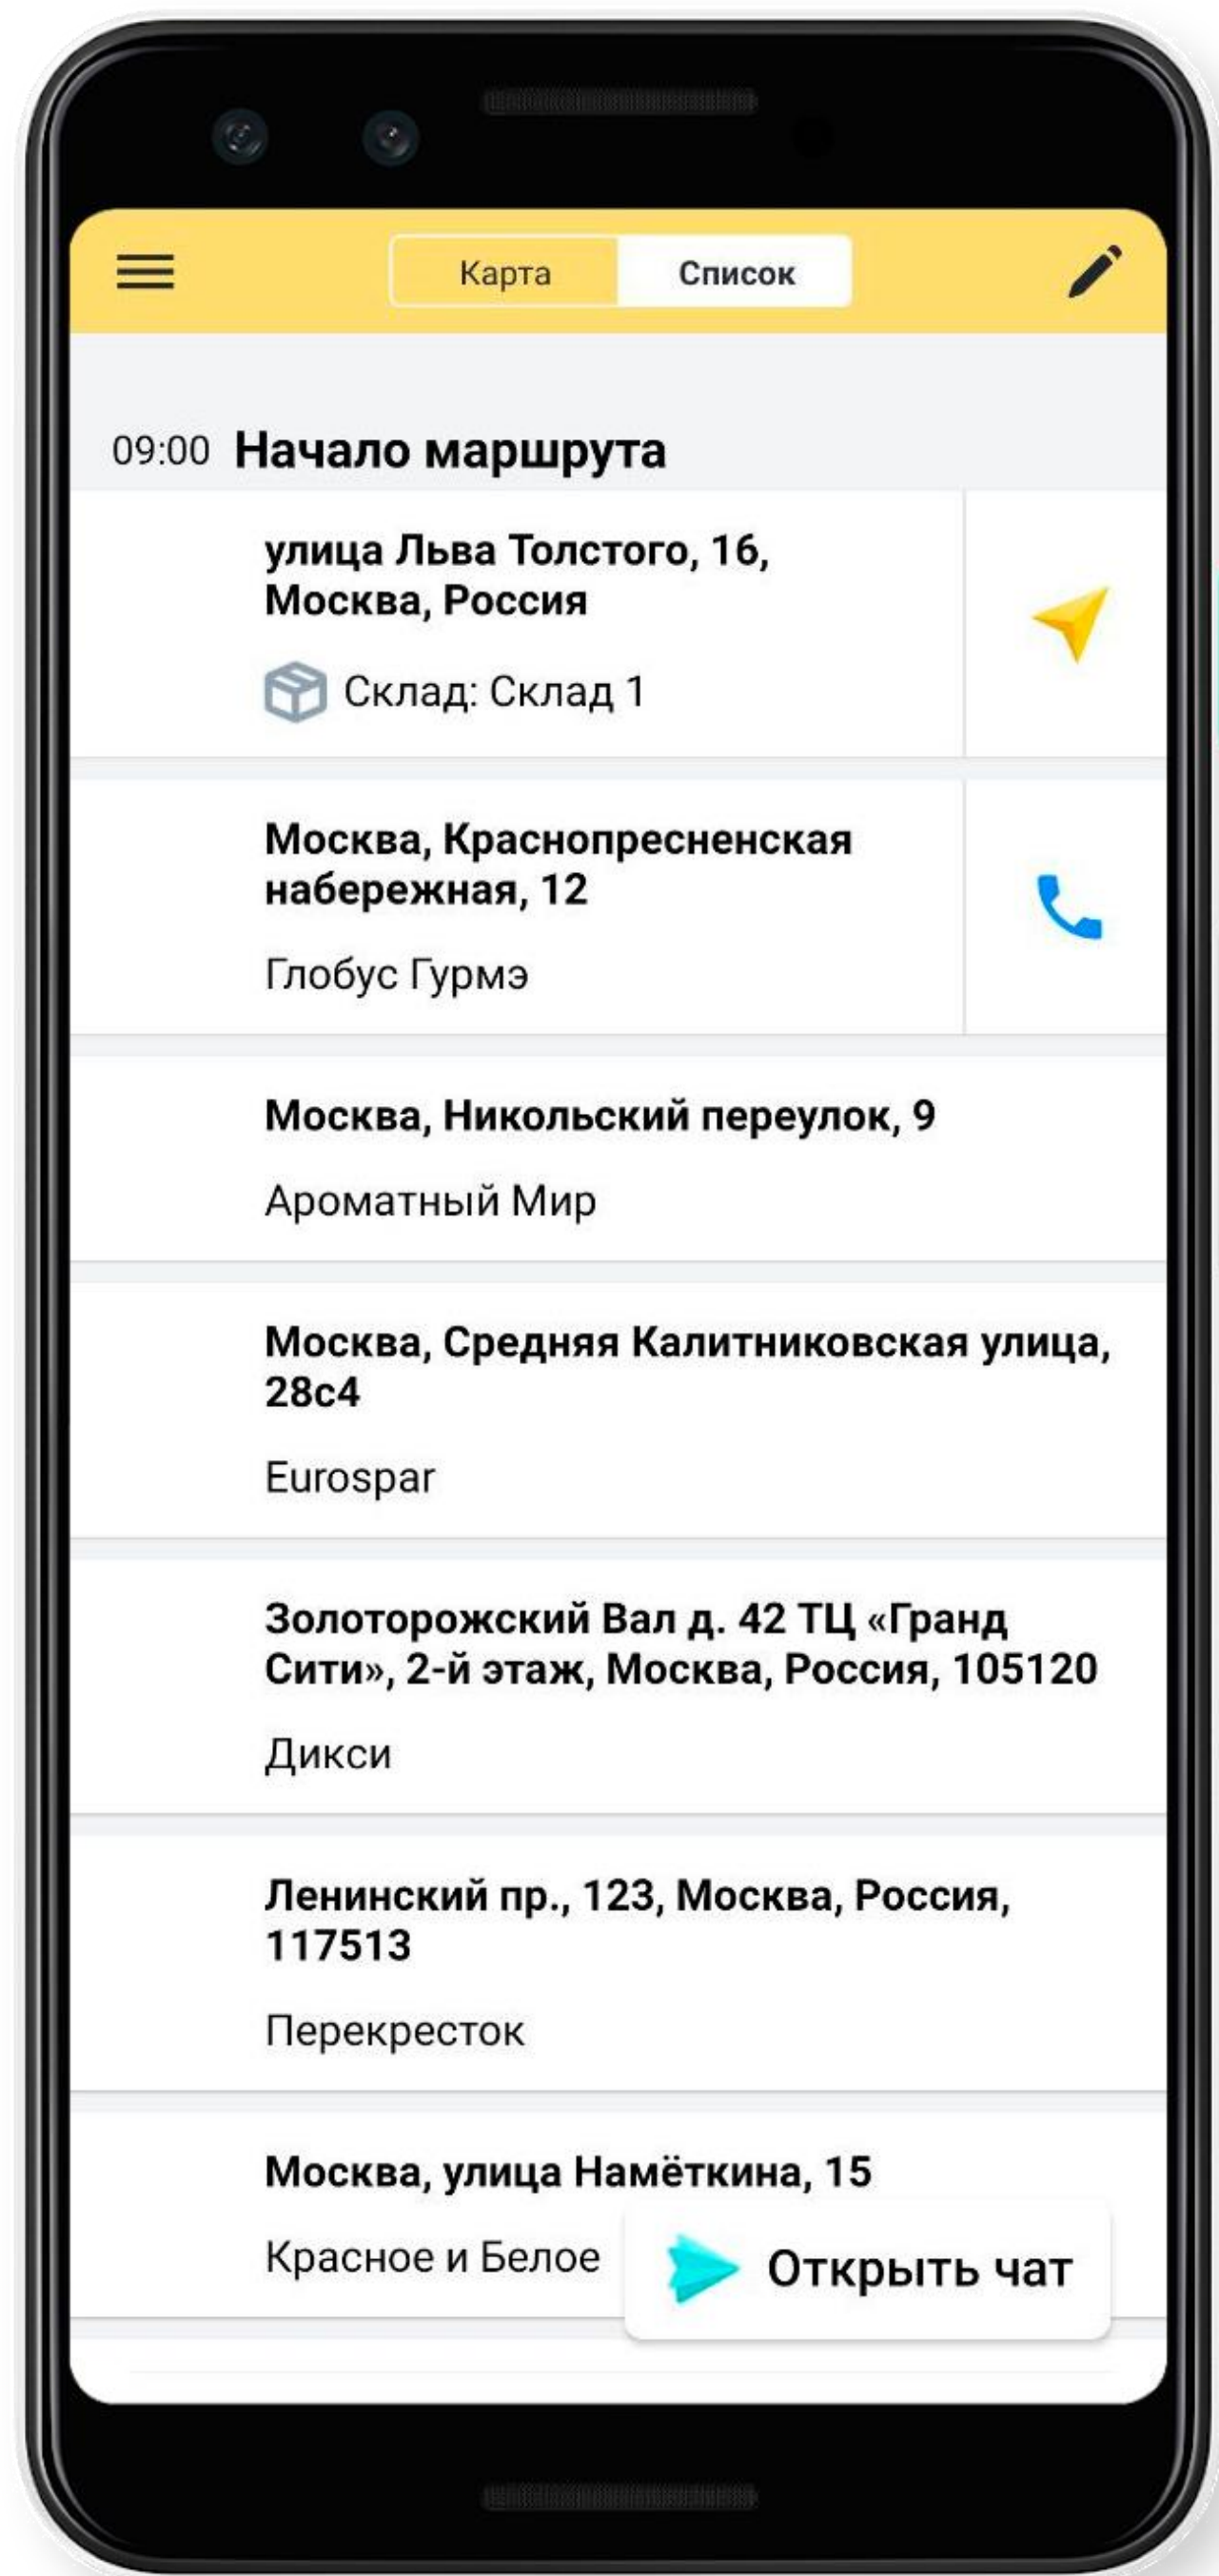 Карта
Список
09:00 Начало маршрута
улица Льва Толстого, 16,
Москва, Россия
Склад: Склад 1
Москва, Краснопресненская
набережная, 12
Глобус Гурмэ
Москва, Никольский переулок, 9
Ароматный Мир
Москва, Средняя Калитниковская улица,
28с4
Eurospar
Золоторожский Вал д. 42 ТЦ «Гранд
Сити», 2-й этаж, Москва, Россия, 105120
Дикси
Ленинский пр., 123, Москва, Россия,
117513
Перекресток
Москва, улица Намёткина, 15
Красное и Белое
Открыть чат